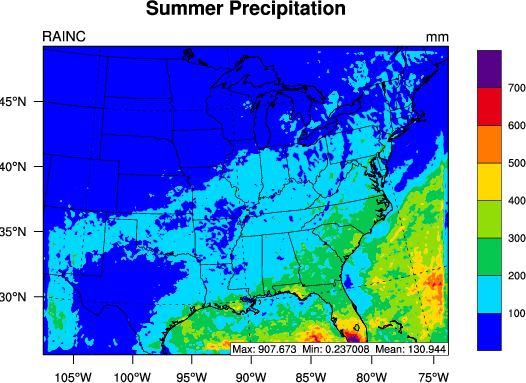 Summer Precipitation
RAINC
mm
45°N
40°N
35°N
30°N
105°W
100°W
95°W
90°W
85°W
80°W
75°W
700
600
500
400
300
200
100
Max: 907.673 Min: 0.237008 Mean: 130.944